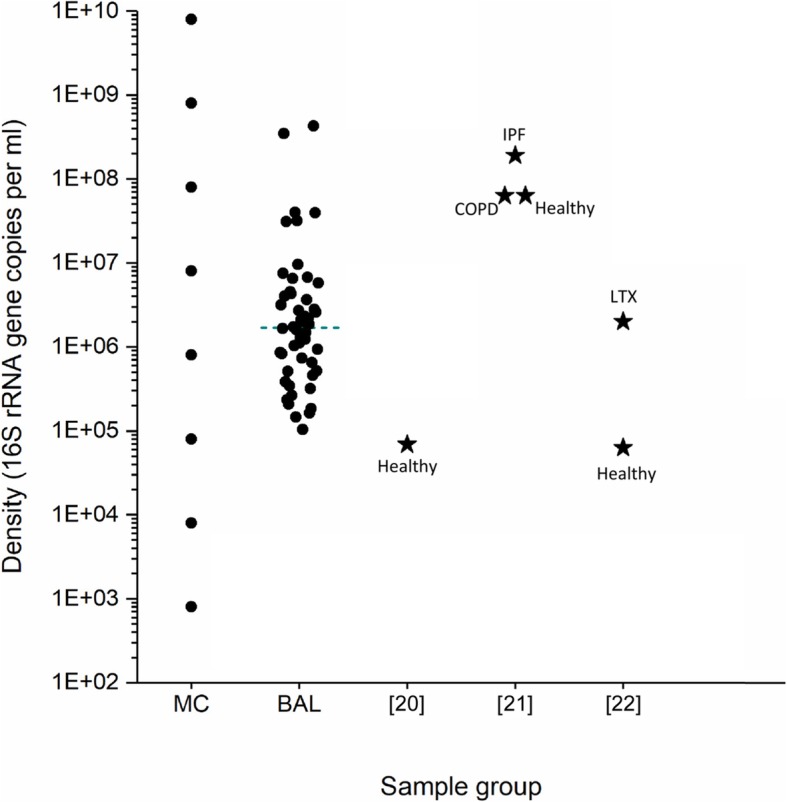 Density (16S rRNA gene copies per ml)
1E+10
1E+09
1E+08
1E+07
1E+06
1E+05
1E+04
1E+03
1E+02
IPF
COPD
Healthy
LTX
Healthy
Healthy
MC
BAL
[20]
[21]
[22]
Sample group